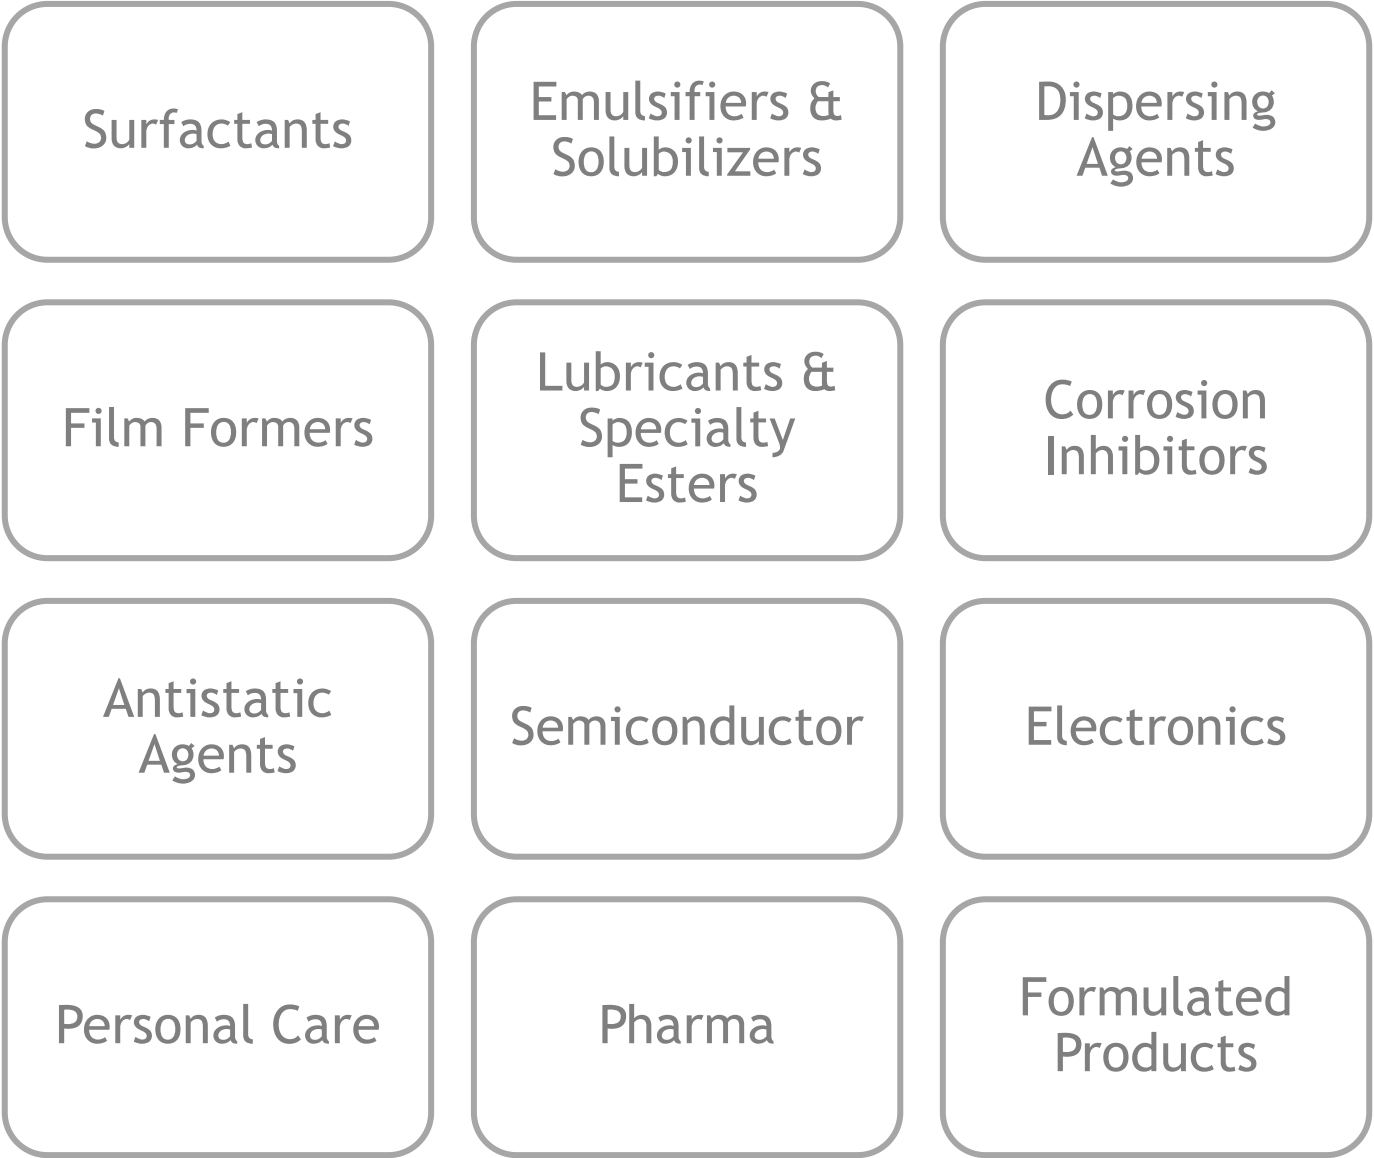 Surfactants
Emulsifiers &
Solubilizers
Dispersing
Agents
Film Formers
Lubricants &
Specialty
Esters
Corrosion
Inhibitors
Antistatic
Agents
Semiconductor
Electronics
Personal Care
Pharma
Formulated
Products